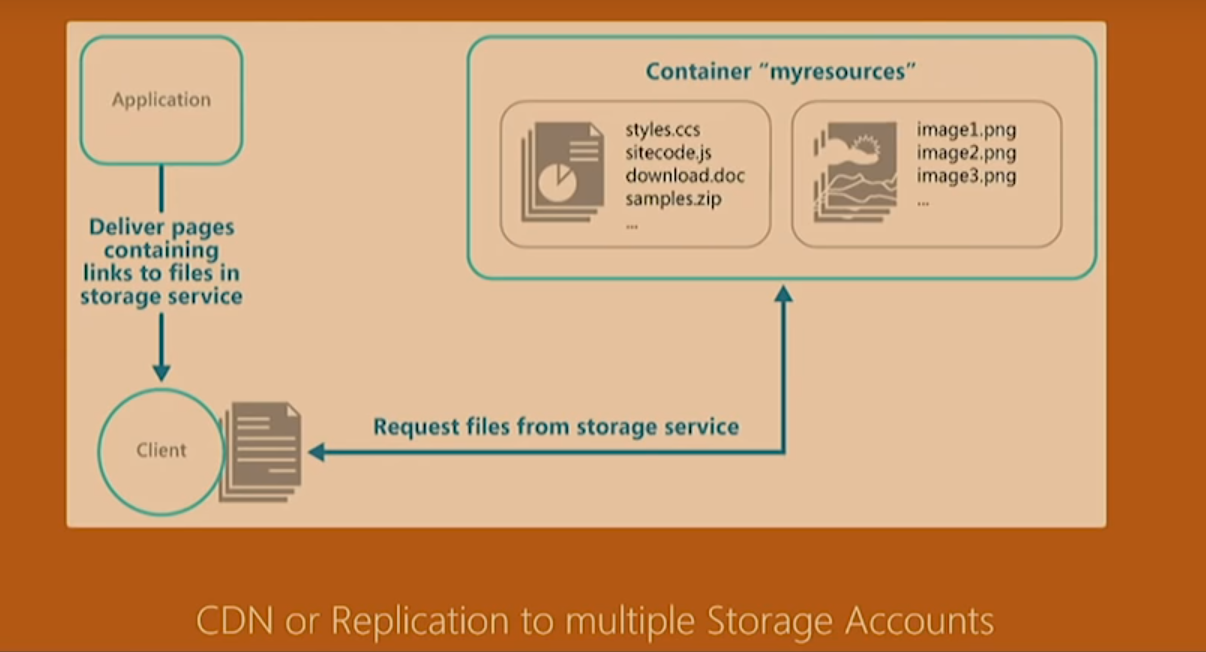 Application
Deliver pages
containing
links to files in
storage service
Client
Container “myresources”
styles.ccs
sitecode.js
download.doc
samples.zip
...
image1.png
image2.png
image3.png
...
Request files from storage service
CDN or Replication to multiple Storage Accounts